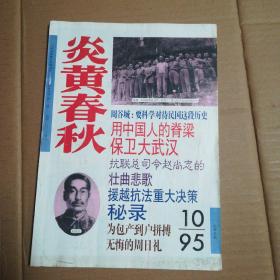 炎黄春秋
周谷城:要科学对待民国这段历史
用中国人的脊梁
保卫大武汉
抗联总司令赵尚志的
壮曲悲歌
援越抗法重大决策
秘录
为包产到户拼搏
无悔的周日礼
10
95